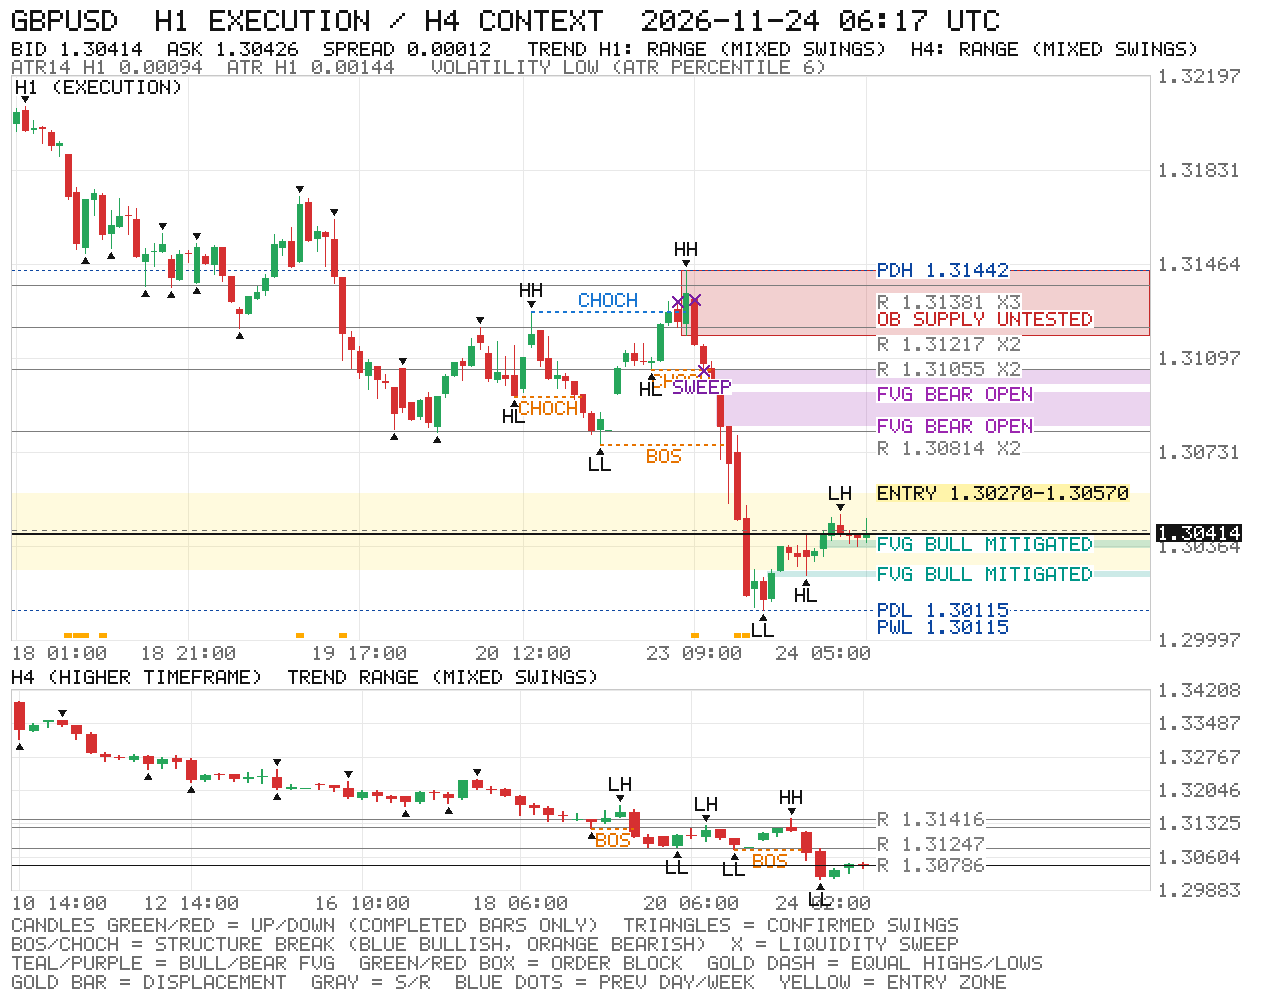 GBPUSD  H1 EXECUTION / H4 CONTEXT  2026-11-24 06:17 UTC
BID 1.30414  ASK 1.30426  SPREAD 0.00012   TREND H1: RANGE (MIXED SWINGS)  H4: RANGE (MIXED SWINGS)
ATR14 H1 0.00094  ATR H1 0.00144   VOLATILITY LOW (ATR PERCENTILE 6)
1.32197
H1 (EXECUTION)
1.31831
HH
1.31464
PDH 1.31442
HH
CHOCH
R 1.31381 X3
OB SUPPLY UNTESTED
R 1.31217 X2
1.31097
R 1.31055 X2
CHOCH
HL
SWEEP
FVG BEAR OPEN
HL
CHOCH
FVG BEAR OPEN
R 1.30814 X2
BOS
1.30731
LL
LH
ENTRY 1.30270-1.30570
1.30414
FVG BULL MITIGATED
1.30364
FVG BULL MITIGATED
HL
PDL 1.30115
LL
PWL 1.30115
1.29997
18 01:00  18 21:00  19 17:00  20 12:00  23 09:00  24 05:00
H4 (HIGHER TIMEFRAME)  TREND RANGE (MIXED SWINGS)
1.34208
1.33487
1.32767
LH
1.32046
LH
HH
R 1.31416
1.31325
BOS
R 1.31247
BOS
1.30604
LL
LL
R 1.30786
1.29883
LL
10 14:00  12 14:00  16 10:00  18 06:00  20 06:00  24 02:00
CANDLES GREEN/RED = UP/DOWN (COMPLETED BARS ONLY)  TRIANGLES = CONFIRMED SWINGS
BOS/CHOCH = STRUCTURE BREAK (BLUE BULLISH, ORANGE BEARISH)  X = LIQUIDITY SWEEP
TEAL/PURPLE = BULL/BEAR FVG  GREEN/RED BOX = ORDER BLOCK  GOLD DASH = EQUAL HIGHS/LOWS
GOLD BAR = DISPLACEMENT  GRAY = S/R  BLUE DOTS = PREV DAY/WEEK  YELLOW = ENTRY ZONE